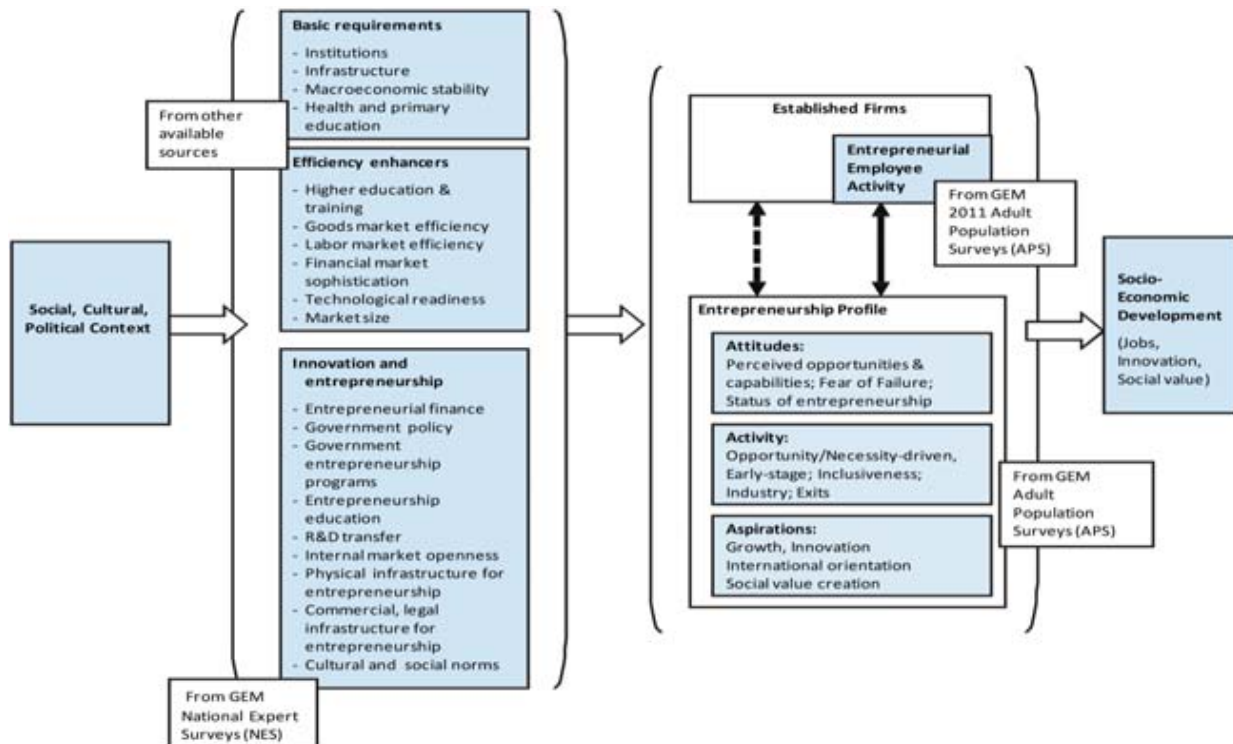 Basic requirements
- Institutions
- Infrastructure
- Macroeconomic stability
- Health and primary
education
From other
available
sources
Efficiency enhancers
- Higher education &
training
- Goods market efficiency
- Labor market efficiency
- Financial market
sophistication
- Technological readiness
- Market size
Social, Cultural,
Political Context
Innovation and
entrepreneurship
- Entrepreneurial finance
- Government policy
- Government
entrepreneurship
programs
- Entrepreneurship
education
- R&D transfer
- Internal market openness
- Physical infrastructure for
entrepreneurship
- Commercial, legal
infrastructure for
entrepreneurship
- Cultural and social norms
From GEM
National Expert
Surveys (NES)
Established Firms
Entrepreneurial
Employee
Activity
From GEM
2011 Adult
Population
Surveys (APS)
Entrepreneurship Profile
Attitudes:
Perceived opportunities &
capabilities; Fear of Failure;
Status of entrepreneurship
Activity:
Opportunity/Necessity-driven,
Early-stage; Inclusiveness;
Industry; Exits
Aspirations:
Growth, Innovation
International orientation
Social value creation
From GEM
Adult
Population
Surveys (APS)
Socio-
Economic
Development
(Jobs,
Innovation,
Social value)